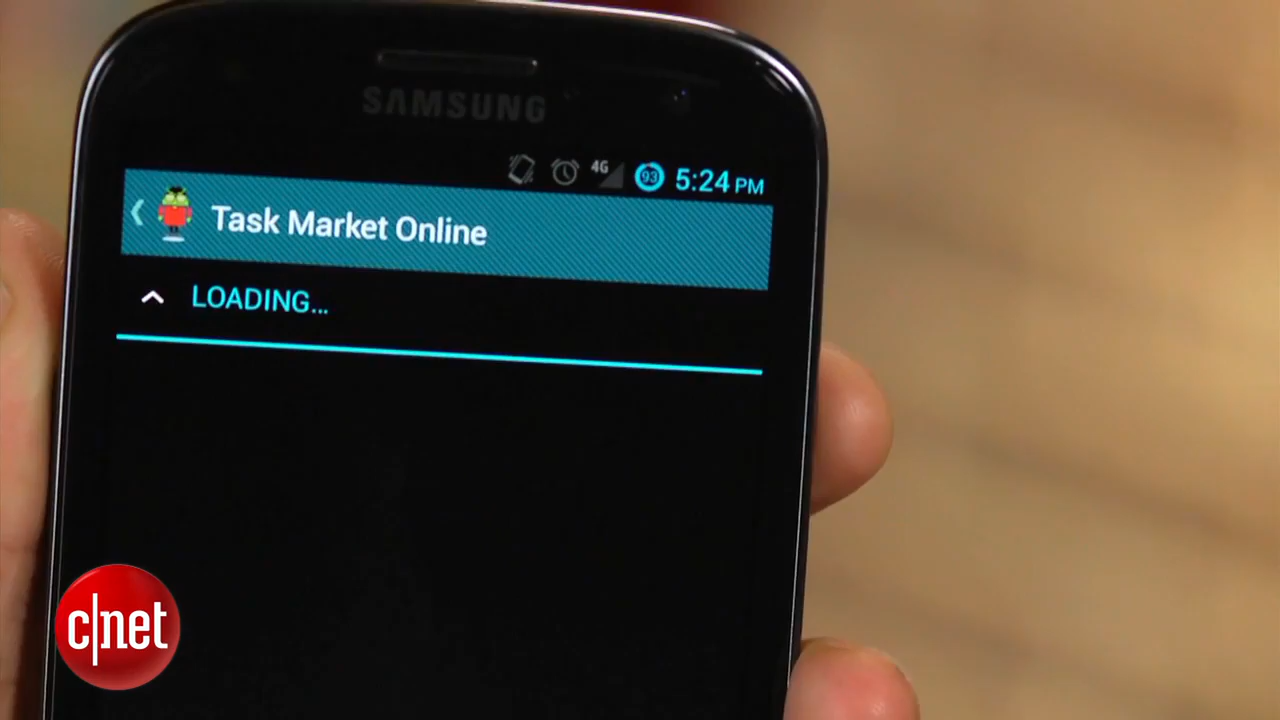 SAMSUNG
4G 93 5:24 PM
Task Market Online
LOADING...
c|net